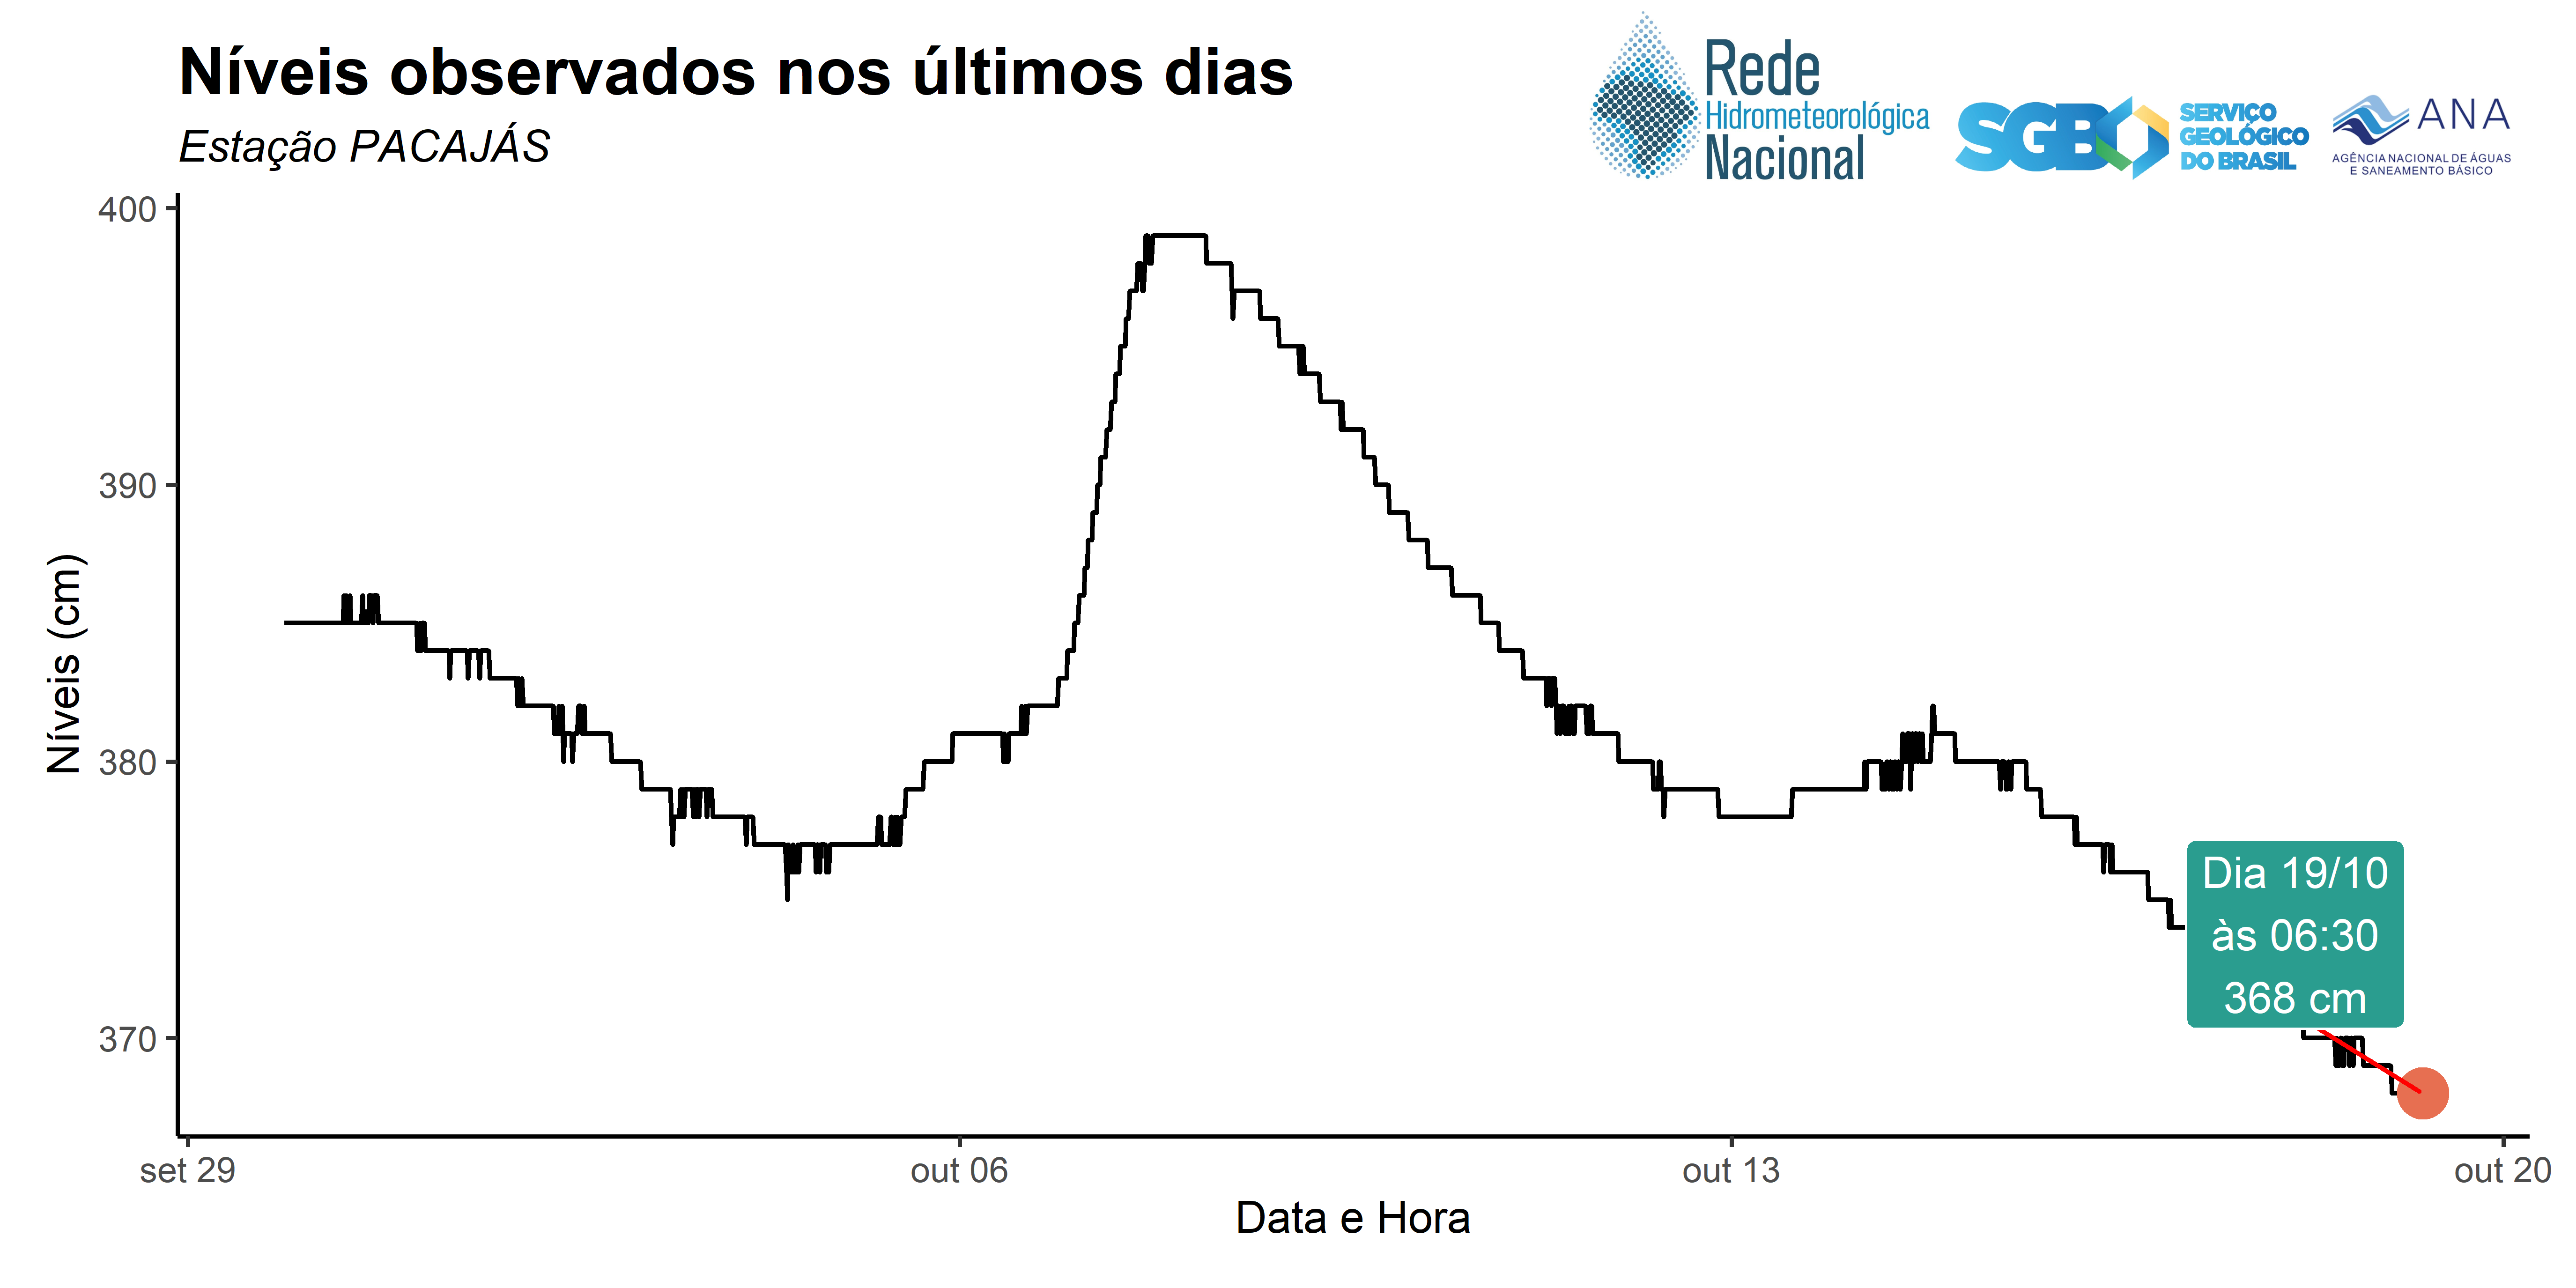 Níveis observados nos últimos dias
Estação PACAJÁS
Rede
Hidrometeorológica
Nacional
SGB
SERVIÇO
GEOLÓGICO
DO BRASIL
ANA
AGÊNCIA NACIONAL DE ÁGUAS
E SANEAMENTO BÁSICO
Níveis (cm)
400
390
380
370
Dia 19/10
às 06:30
368 cm
set 29
out 06
out 13
out 20
Data e Hora